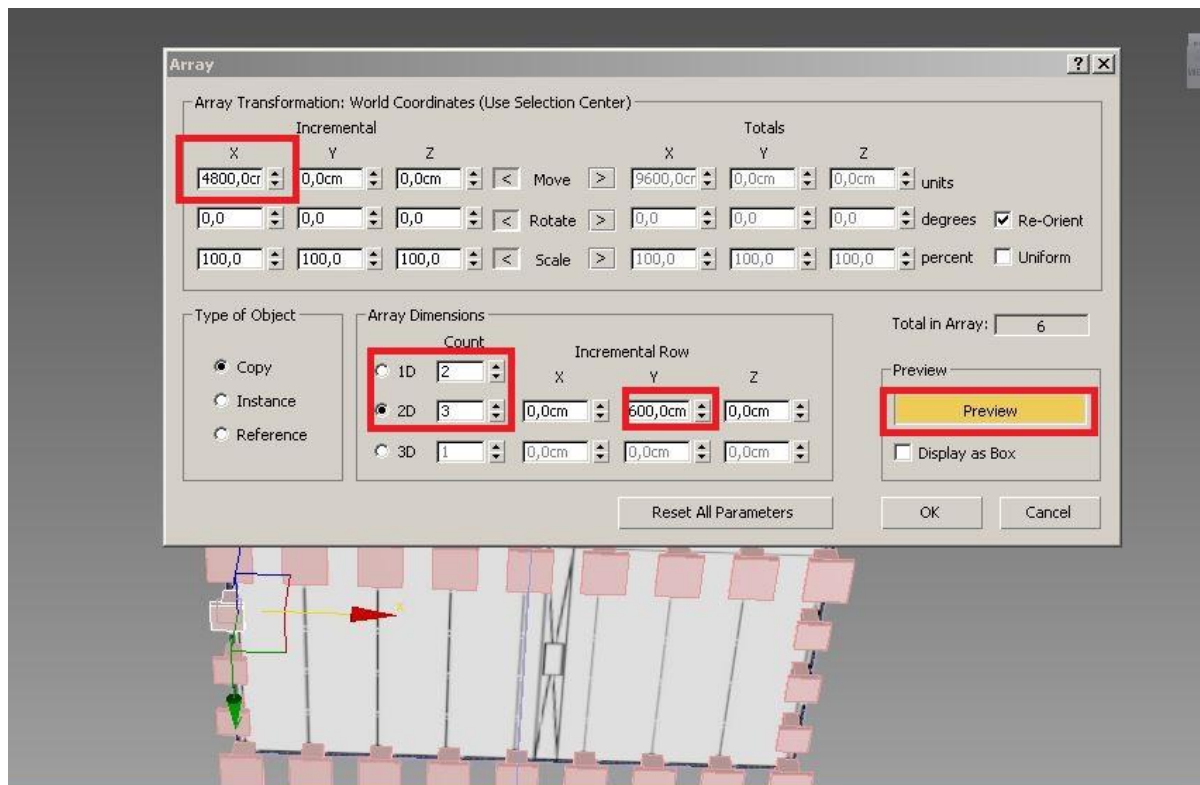 Array
Array Transformation: World Coordinates (Use Selection Center)
Incremental Totals
X Y Z X Y Z
4800,0cr 0,0cm 0,0cm < Move > 9600,0cr 0,0cm 0,0cm units
0,0 0,0 0,0 < Rotate > 0,0 0,0 0,0 degrees Re-Orient
100,0 100,0 100,0 < Scale > 100,0 100,0 100,0 percent Uniform
Type of Object Array Dimensions Total in Array: 6
Count Incremental Row
X Y Z
Copy 1D 2 Preview
Instance 2D 3 0,0cm 600,0cm 0,0cm Preview
Reference 3D 1 0,0cm 0,0cm 0,0cm Display as Box
Reset All Parameters OK Cancel
x